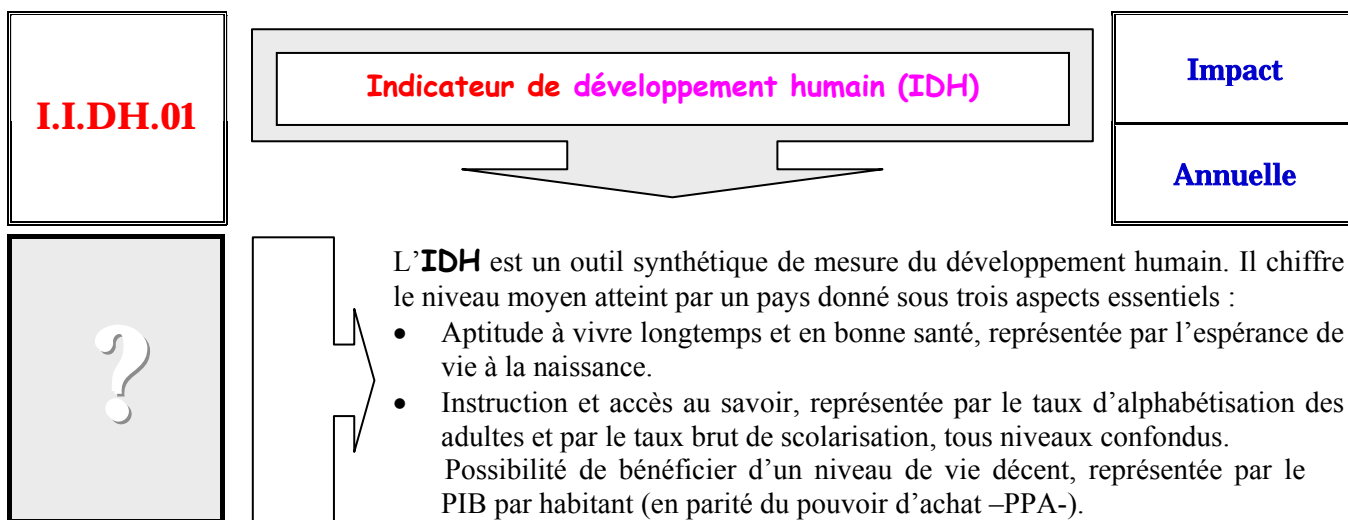 I.I.DH.01
Indicateur de développement humain (IDH)
Impact
Annuelle
?
L’IDH est un outil synthétique de mesure du développement humain. Il chiffre
le niveau moyen atteint par un pays donné sous trois aspects essentiels :
• Aptitude à vivre longtemps et en bonne santé, représentée par l’espérance de
vie à la naissance.
• Instruction et accès au savoir, représentée par le taux d’alphabétisation des
adultes et par le taux brut de scolarisation, tous niveaux confondus.
Possibilité de bénéficier d’un niveau de vie décent, représentée par le
PIB par habitant (en parité du pouvoir d’achat –PPA-).